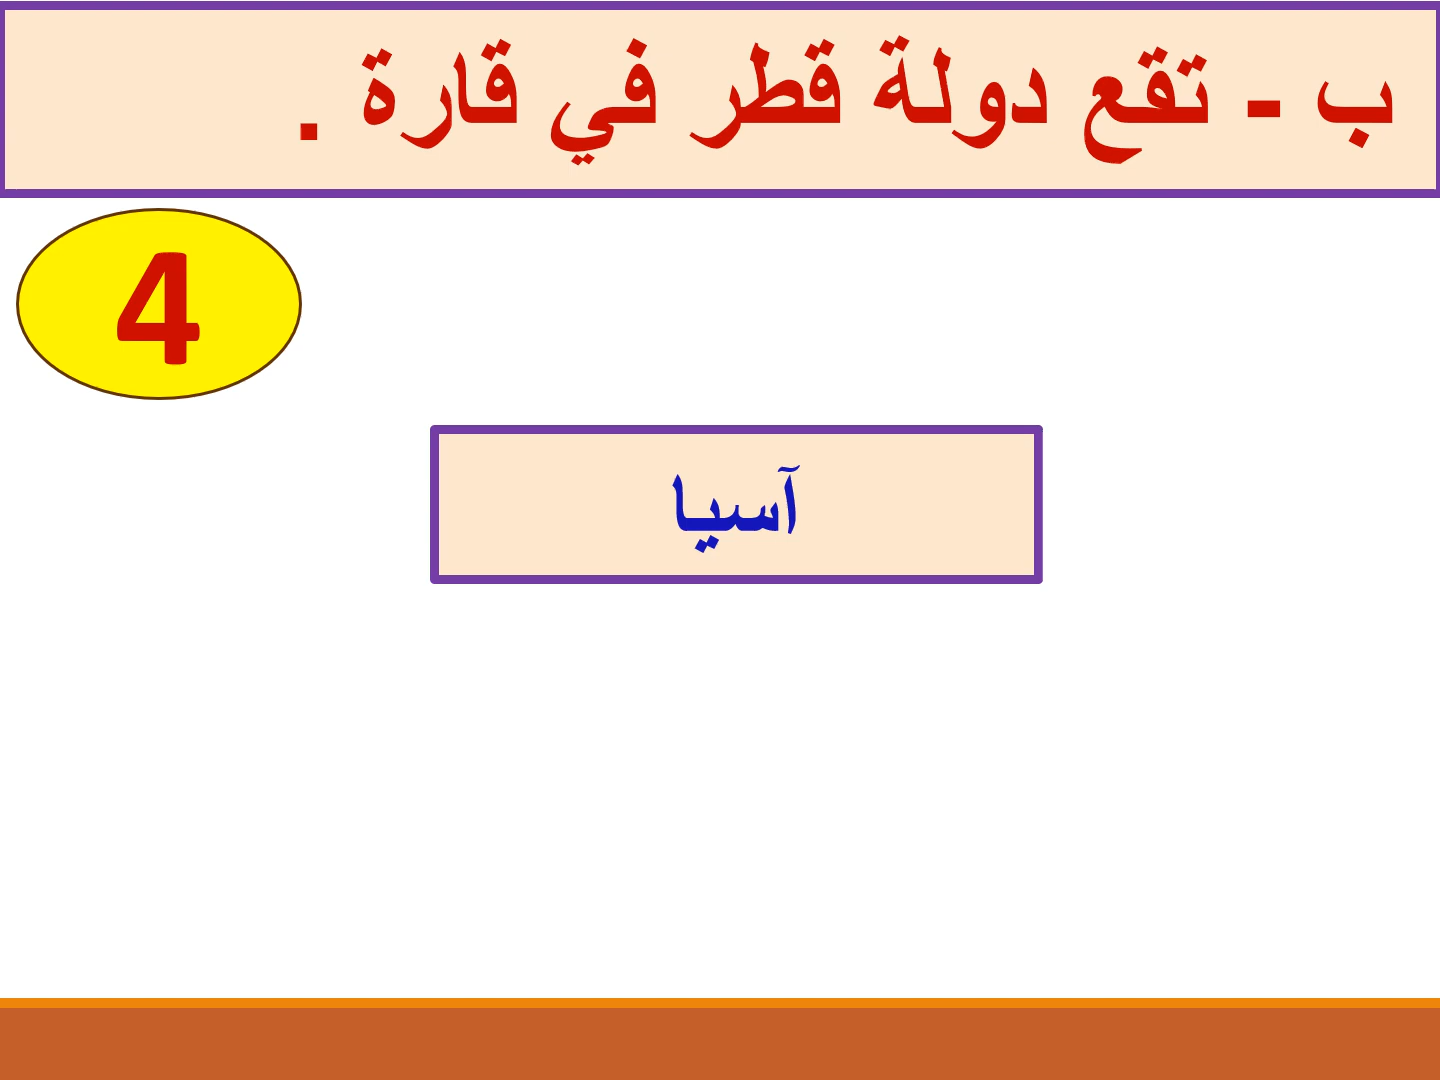 ب - تقع دولة قطر في قارة .
4
آسيا